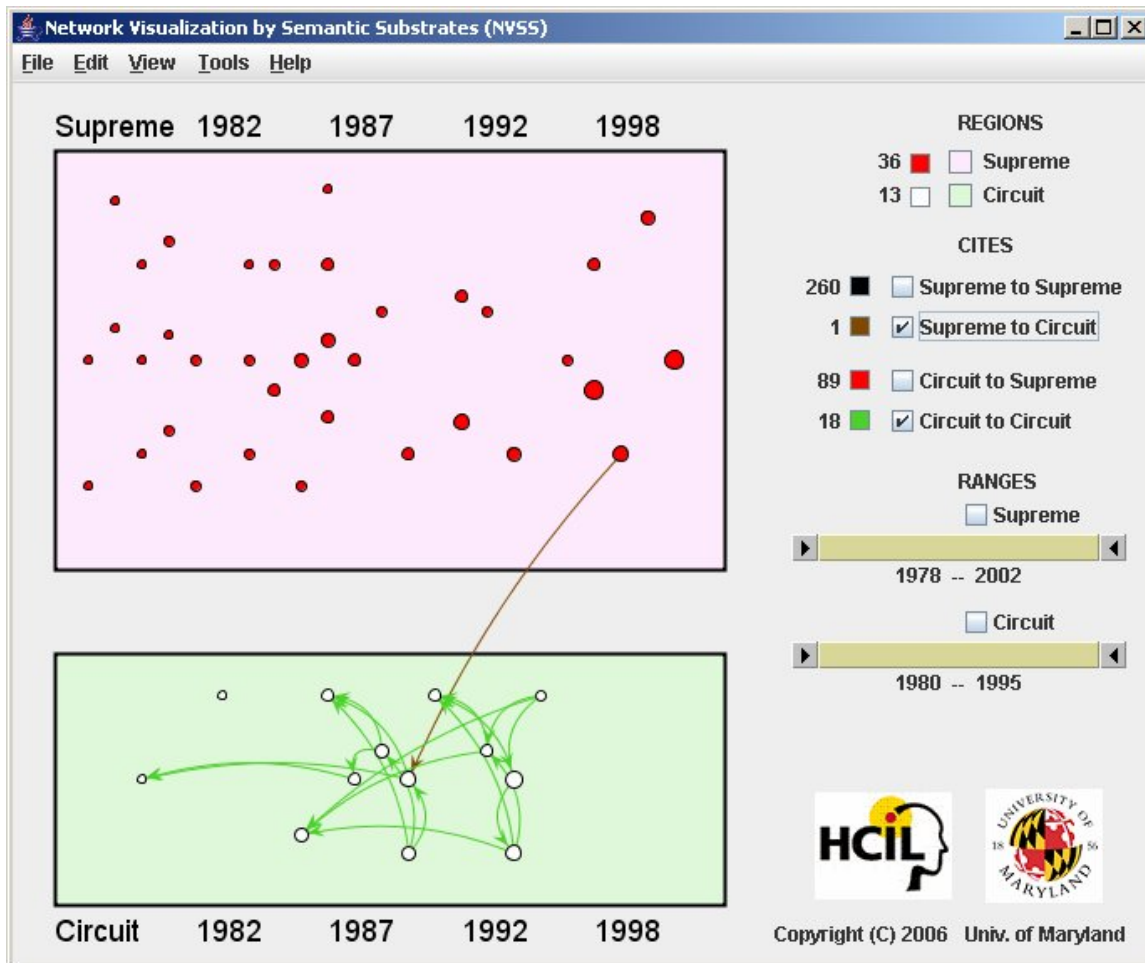 Network Visualization by Semantic Substrates (NVSS)
File Edit View Tools Help
Supreme 1982 1987 1992 1998
REGIONS
36 Supreme
13 Circuit
CITES
260 Supreme to Supreme
1 Supreme to Circuit
89 Circuit to Supreme
18 Circuit to Circuit
RANGES
Supreme
1978 -- 2002
Circuit
1980 -- 1995
HCIL
UNIVERSITY OF
18 56
MARYLAND
Circuit 1982 1987 1992 1998
Copyright (C) 2006 Univ. of Maryland